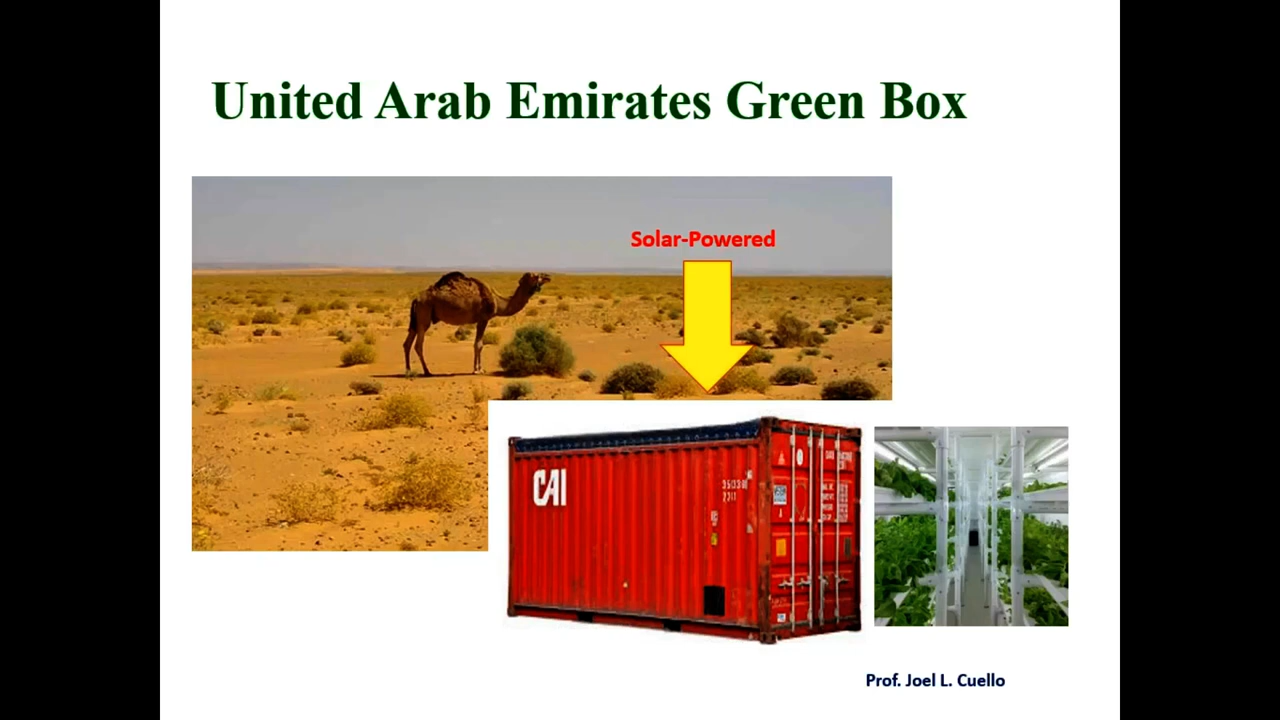 United Arab Emirates Green Box
Solar-Powered
CAI
Prof. Joel L. Cuello